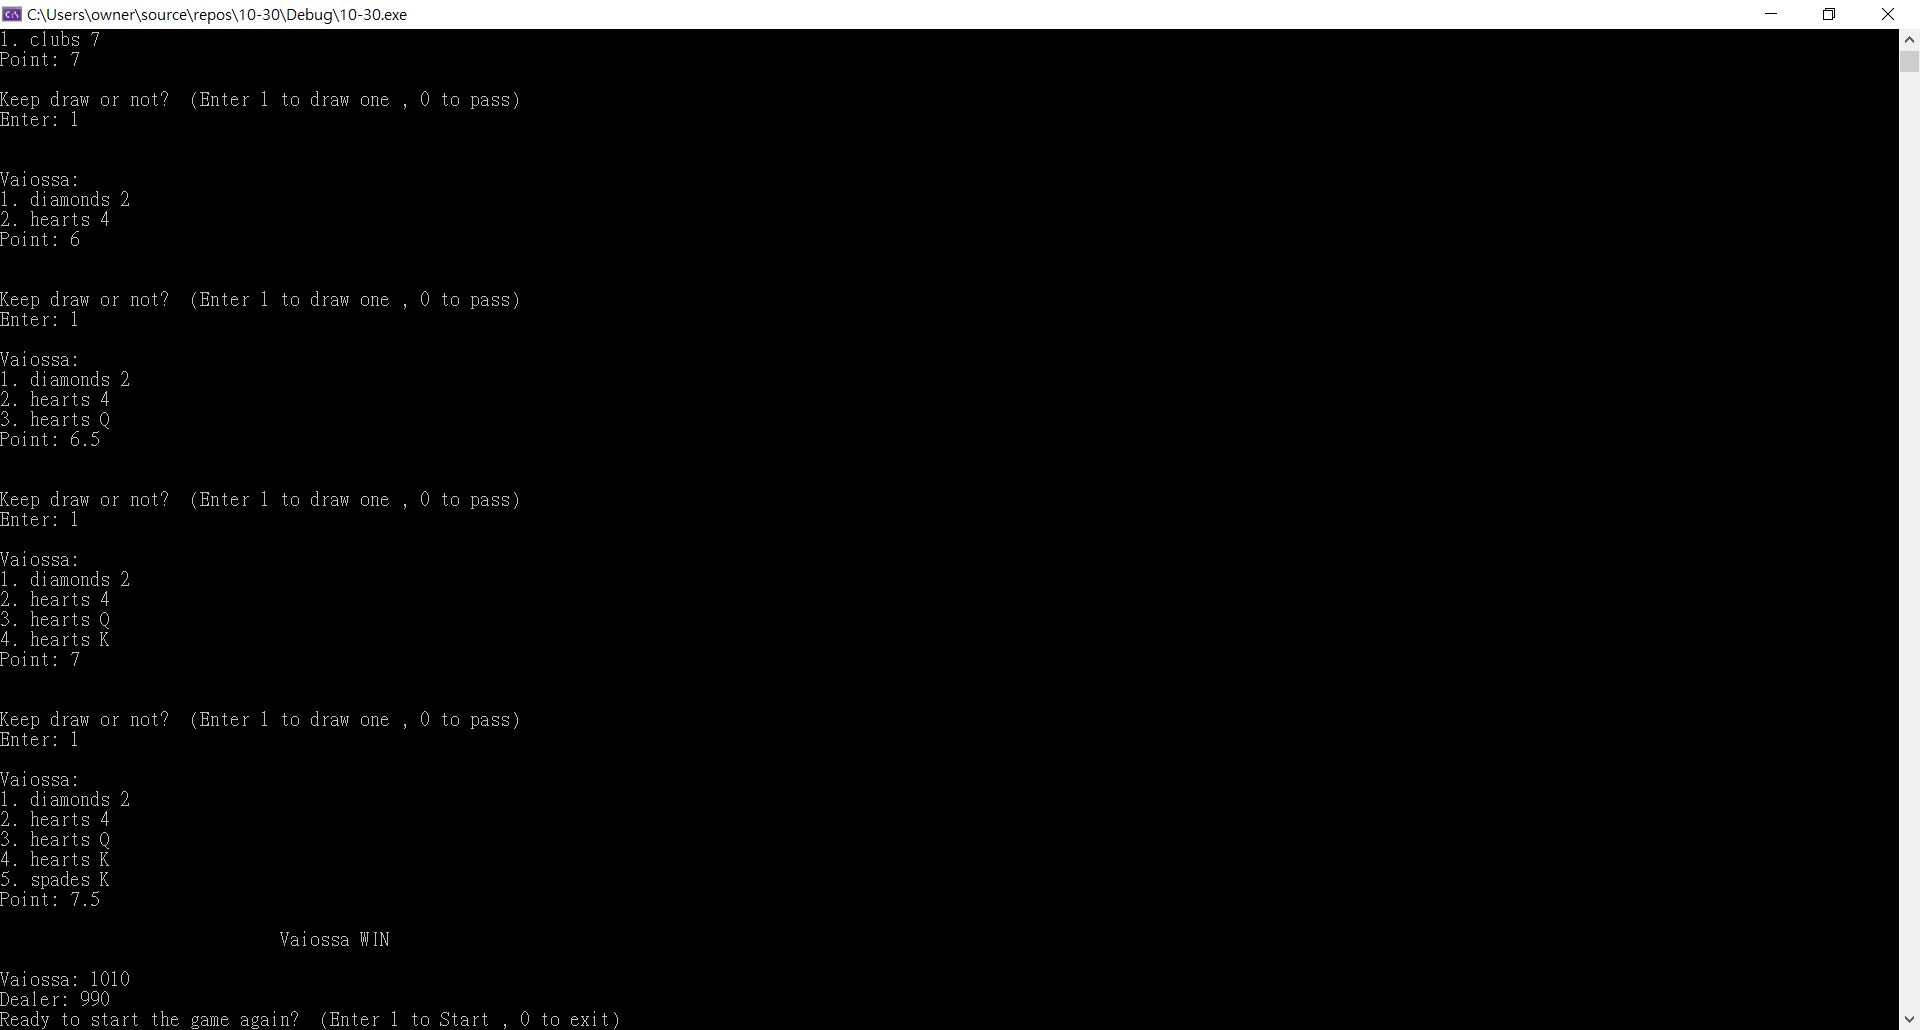 C:\Users\owner\source\repos\10-30\Debug\10-30.exe
1. clubs 7
Point: 7
Keep draw or not?  (Enter 1 to draw one , 0 to pass)
Enter: 1
Vaiossa:
1. diamonds 2
2. hearts 4
Point: 6
Keep draw or not?  (Enter 1 to draw one , 0 to pass)
Enter: 1
Vaiossa:
1. diamonds 2
2. hearts 4
3. hearts Q
Point: 6.5
Keep draw or not?  (Enter 1 to draw one , 0 to pass)
Enter: 1
Vaiossa:
1. diamonds 2
2. hearts 4
3. hearts Q
4. hearts K
Point: 7
Keep draw or not?  (Enter 1 to draw one , 0 to pass)
Enter: 1
Vaiossa:
1. diamonds 2
2. hearts 4
3. hearts Q
4. hearts K
5. spades K
Point: 7.5
Vaiossa WIN
Vaiossa: 1010
Dealer: 990
Ready to start the game again?  (Enter 1 to Start , 0 to exit)